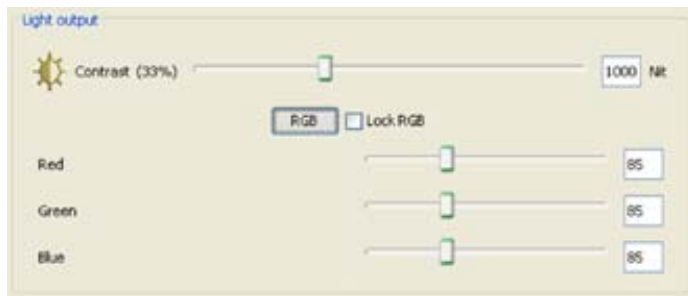 Light output
Contrast (33%) 1000 Nit
RGB Lock RGB
Red 85
Green 85
Blue 85